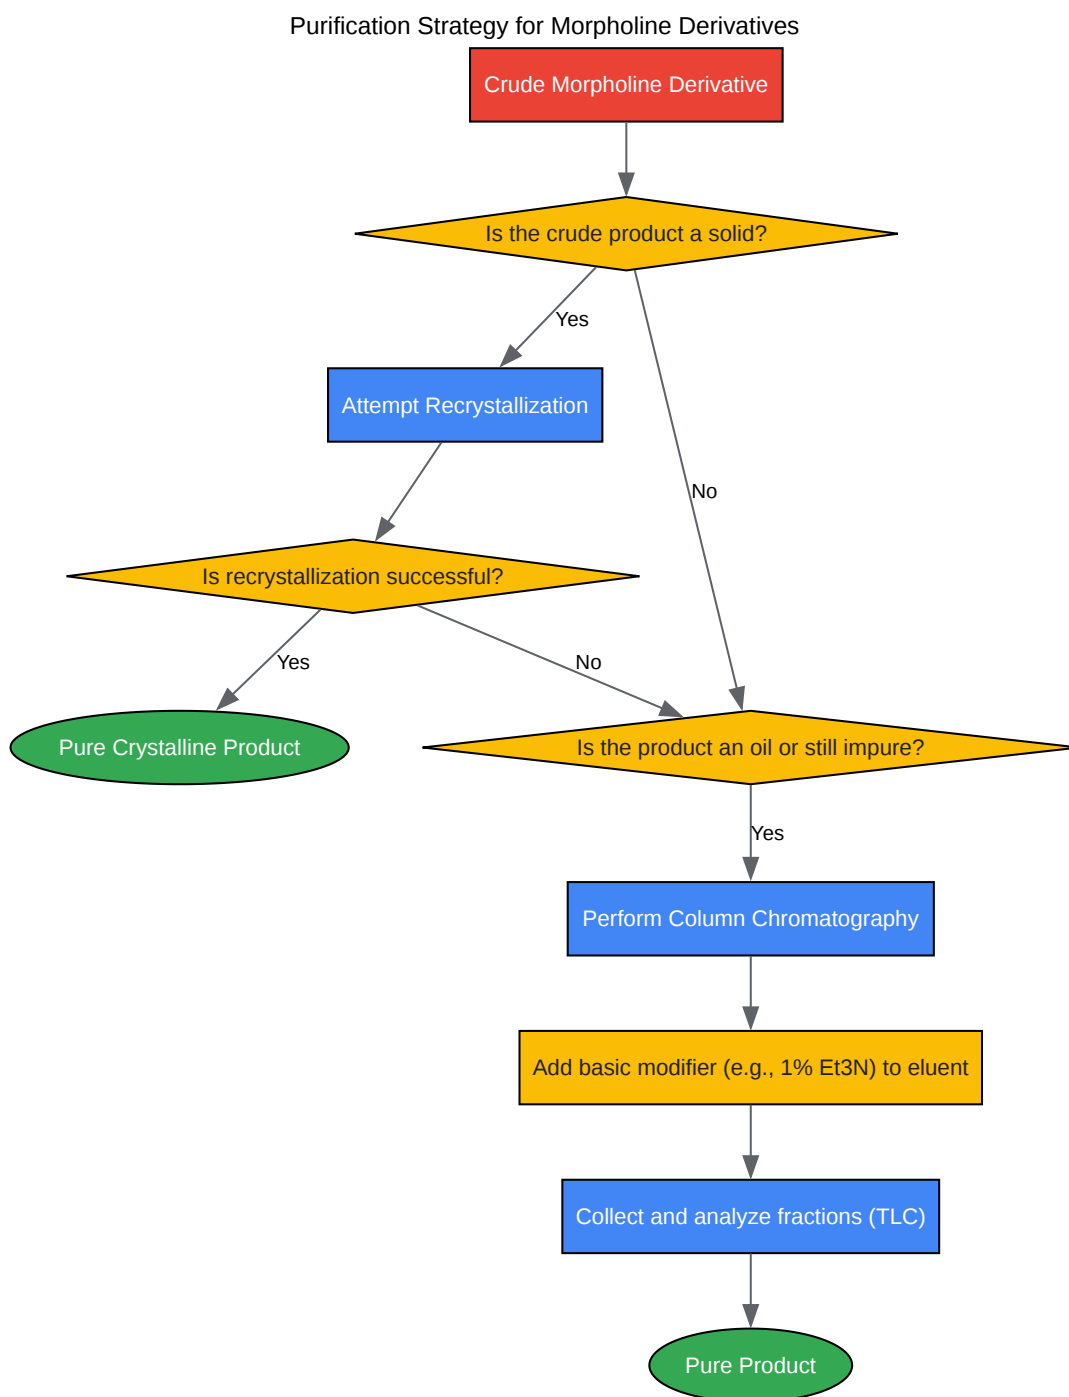 Purification Strategy for Morpholine Derivatives
Crude Morpholine Derivative
Is the crude product a solid?
Yes
Attempt Recrystallization
No
Is recrystallization successful?
Yes
No
Pure Crystalline Product
Is the product an oil or still impure?
Yes
Perform Column Chromatography
Add basic modifier (e.g., 1% Et3N) to eluent
Collect and analyze fractions (TLC)
Pure Product